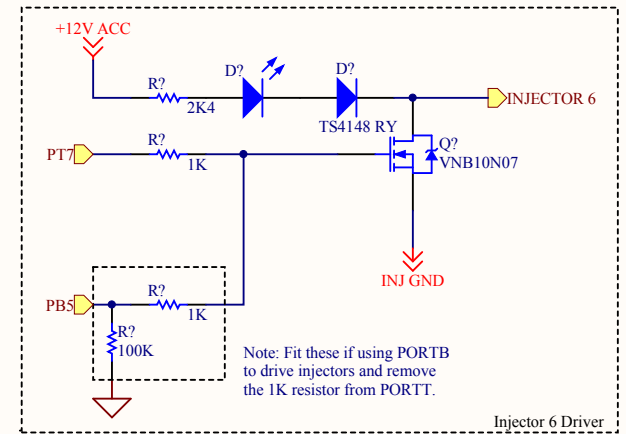 +12V ACC
R?
2K4
D?
D?
TS4148 RY
INJECTOR 6
PT7
R?
1K
Q?
VNB10N07
INJ GND
PB5
R?
1K
R?
100K
Note: Fit these if using PORTB
to drive injectors and remove
the 1K resistor from PORTT.
Injector 6 Driver